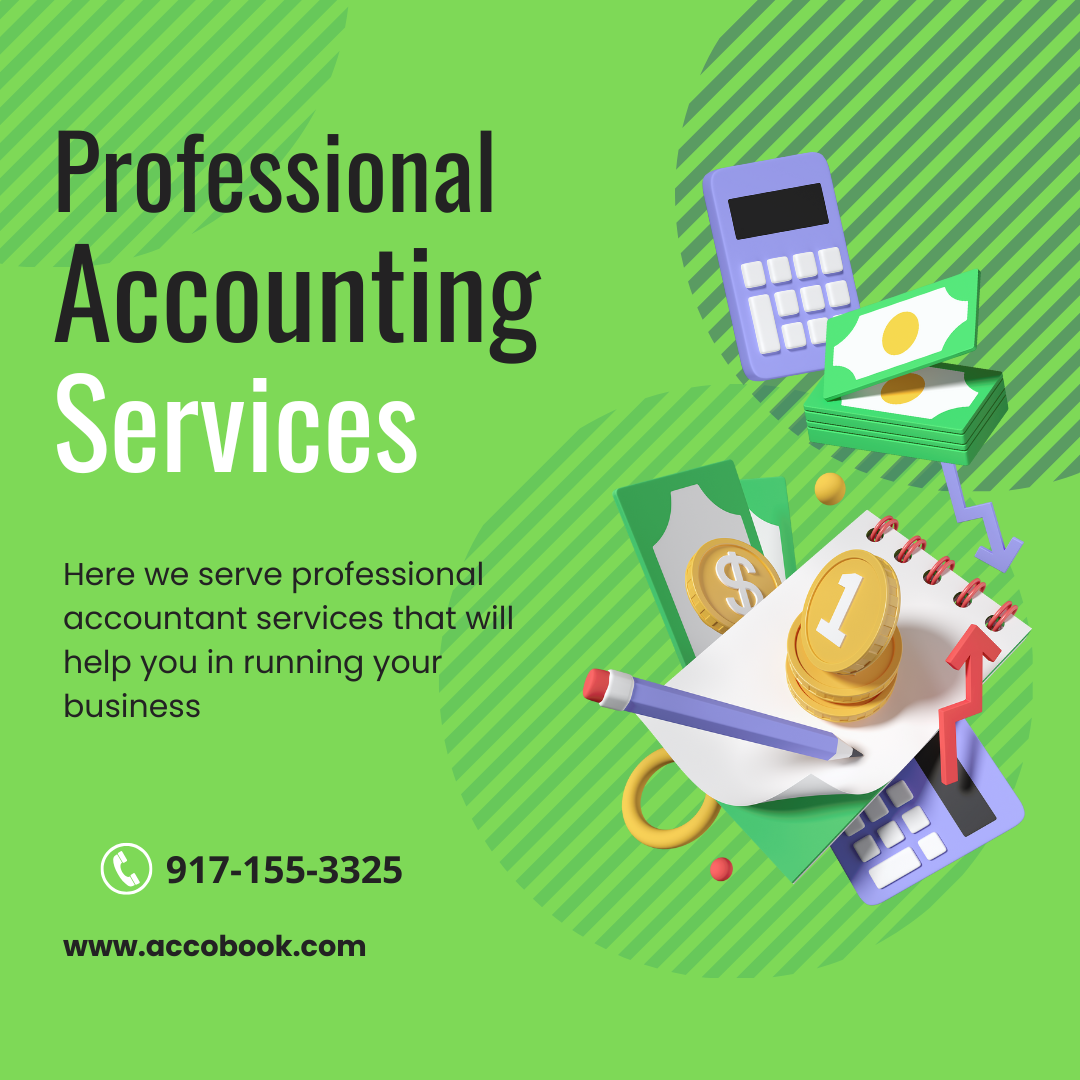 Professional
Accounting
Services
Here we serve professional
accountant services that will
help you in running your
business
917-155-3325
www.accobook.com
$
1